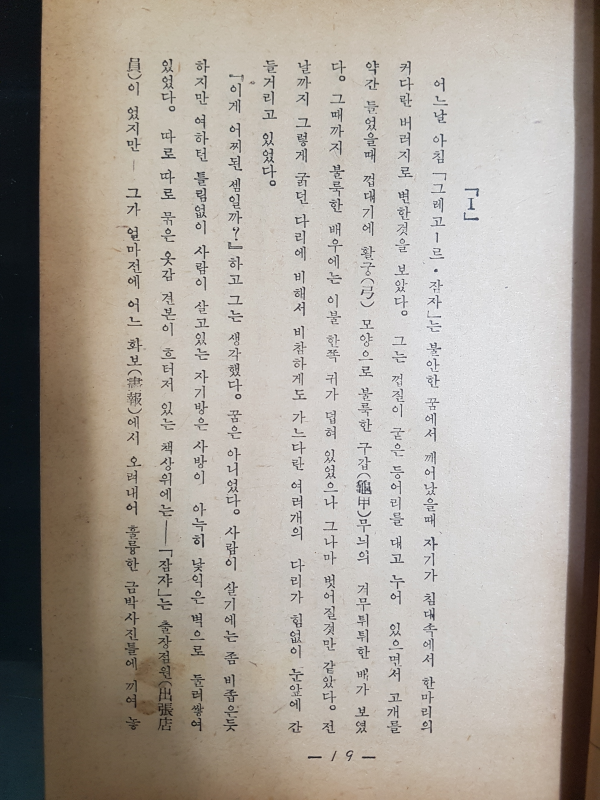 「I」
어느날 아침 「그레고ー르·잠자」는 불안한 꿈에서 깨어났을때 자기가 침대속에서 한마리의
커다란 버러지로 변한것을 보았다。 그는 껍질이 굳은 등어리를 대고 누어 있으면서 고개를
약간 들었을때 껍대기에 활궁(弓) 모양으로 불룩한 구갑(龜甲)무늬의 겨무튀튀한 배가 보였
다。 그때까지 불룩한 배우에는 이불 한쪽 귀가 덥혀 있었으나 그나마 벗어질것만 같았다。 전
날까지 그렇게 굵던 다리에 비해서 비참하게도 가느다란 여러개의 다리가 힘없이 눈앞에 간
들거리고 있었다。
『이게 어찌된 셈일까?』하고 그는 생각했다。 꿈은 아니었다。 사람이 살기에는 좀 비좁은듯
하지만 여하턴 틀림없이 사람이 살고있는 자기방은 사방이 아늑히 낯익은 벽으로 둘러쌓여
있었다。 따로 따로 묶은 옷감 견본이 흐터저 있는 책상위에는——「잠쟈」는 출장점원(出張店
員)이 었지만— 그가 얼마전에 어느 화보(畫報)에서 오려내어 훌륭한 금박사진틀에 끼여 놓
— 19 —